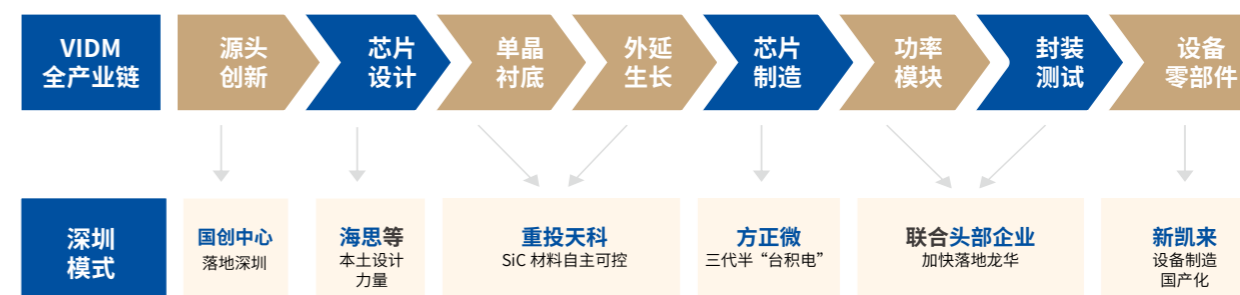 VIDM
全产业链
源头
创新
芯片
设计
单晶
衬底
外延
生长
芯片
制造
功率
模块
封装
测试
设备
零部件
深圳
模式
国创中心
落地深圳
海思等
本土设计
力量
重投天科
SiC 材料自主可控
方正微
三代半“台积电”
联合头部企业
加快落地龙华
新凯来
设备制造
国产化